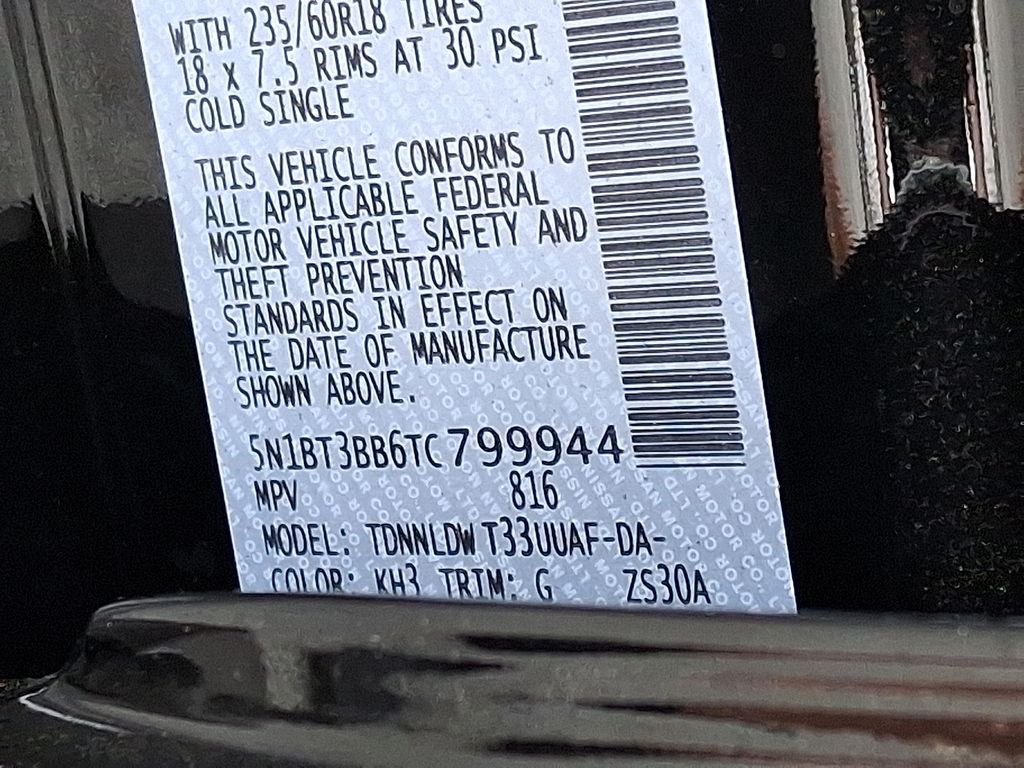 WITH 235/60R18 TIRES
18 x 7.5 RIMS AT 30 PSI
COLD SINGLE
THIS VEHICLE CONFORMS TO
ALL APPLICABLE FEDERAL
MOTOR VEHICLE SAFETY AND
THEFT PREVENTION
STANDARDS IN EFFECT ON
THE DATE OF MANUFACTURE
SHOWN ABOVE.
5N1BT3BB6TC799944
MPV 816
MODEL: TDNNLDW T33UUAF-DA-
COLOR: KH3 TRIM: G ZS30A